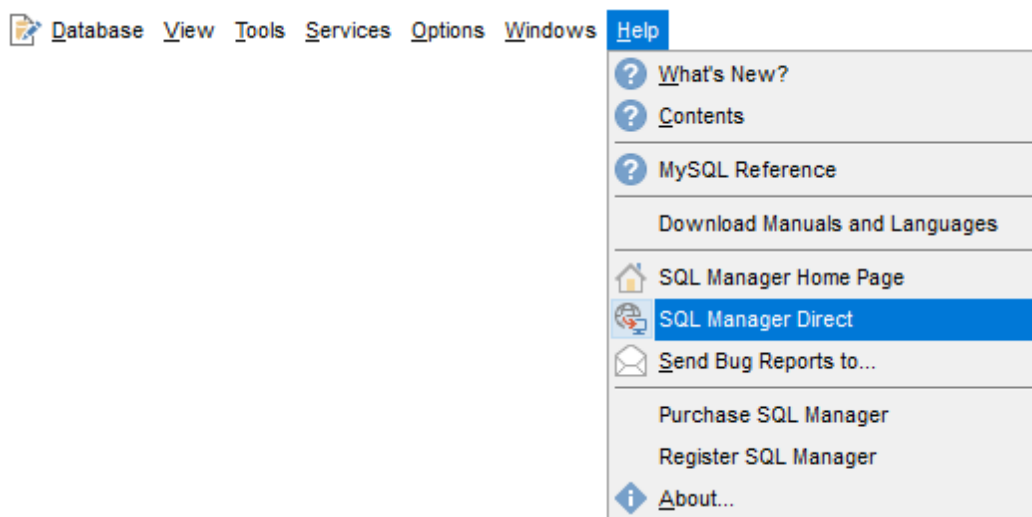 Database View Tools Services Options Windows Help
What's New?
Contents
MySQL Reference
Download Manuals and Languages
SQL Manager Home Page
SQL Manager Direct
Send Bug Reports to...
Purchase SQL Manager
Register SQL Manager
About...